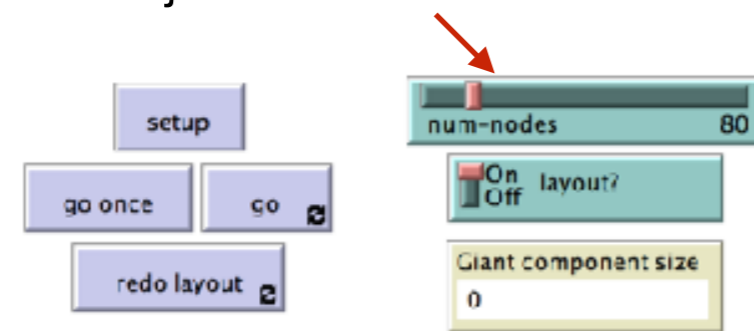 setup
num-nodes 80
On
Off
layout?
go once
go
redo layout
Giant component size
0